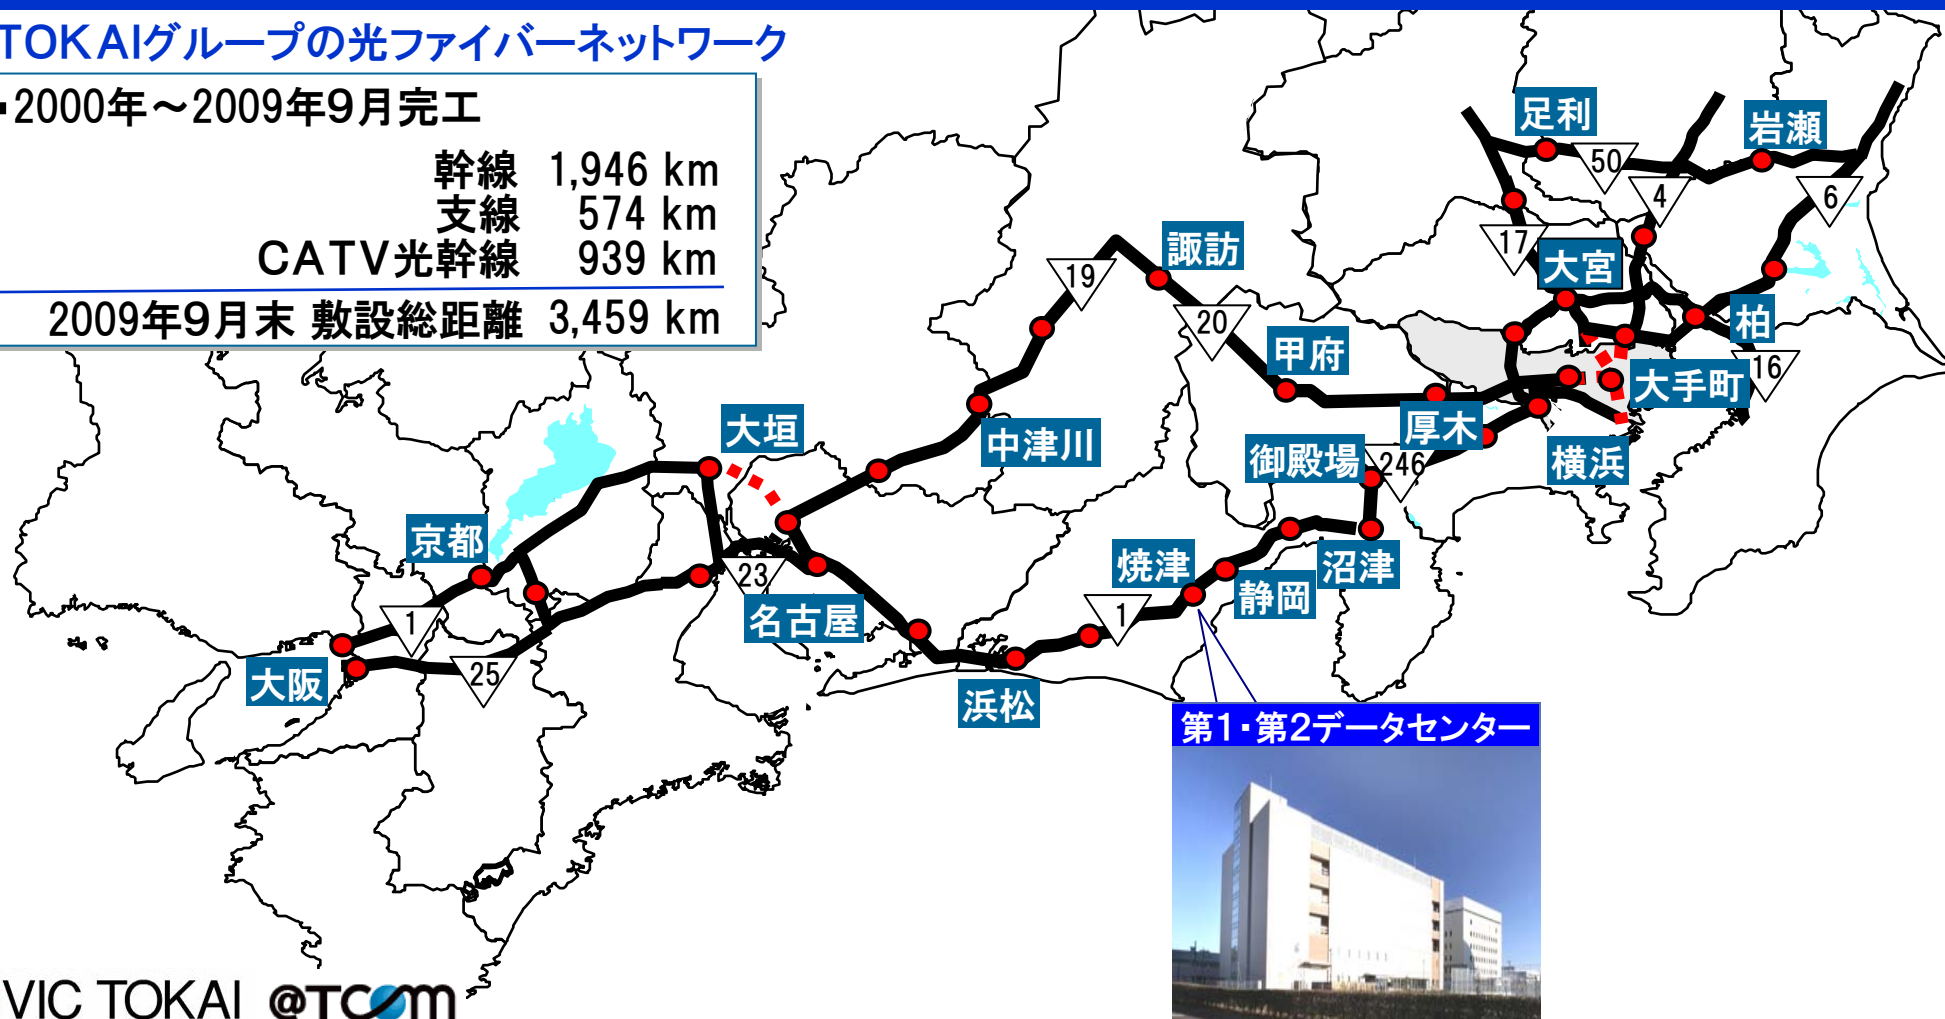 TOKAIグループの光ファイバーネットワーク
・2000年～2009年9月完工
幹線 1,946 km
支線 574 km
CATV光幹線 939 km
2009年9月末 敷設総距離 3,459 km
足利
岩瀬
50
4
6
17
諏訪
大宮
19
20
柏
甲府
16
大手町
大垣
中津川
厚木
御殿場
246
横浜
京都
焼津
沼津
23
静岡
名古屋
1
1
25
大阪
浜松
第1・第2データセンター
VIC TOKAI @TCOM